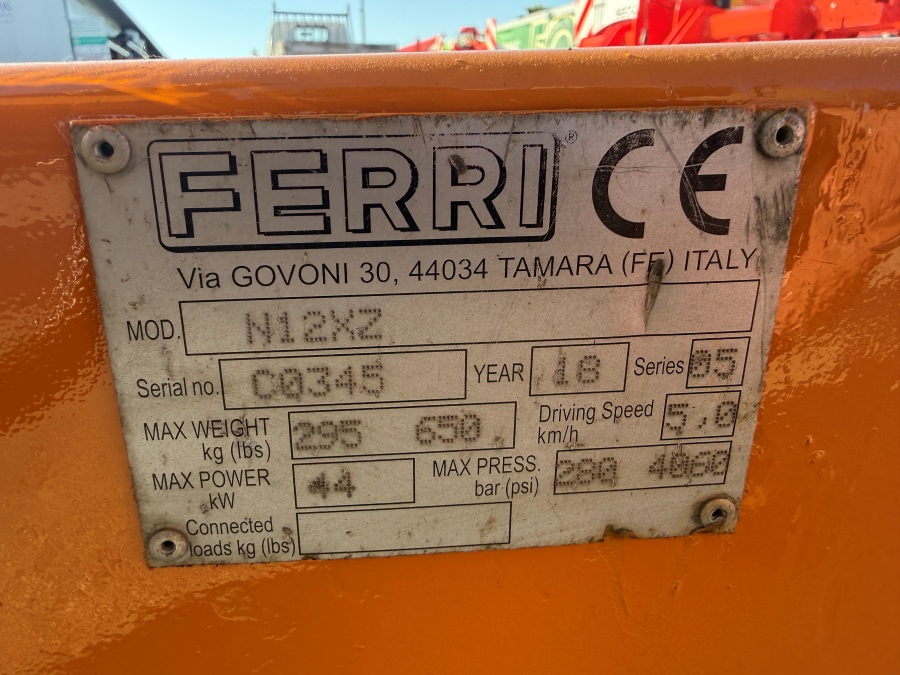 FERRI® CE
Via GOVONI 30, 44034 TAMARA (FE) ITALY
MOD. N12XZ
Serial no. CQ345 YEAR 18 Series 05
MAX WEIGHT kg (lbs) 295 650
Driving Speed km/h 5.0
MAX POWER kW 44
MAX PRESS. bar (psi) 280 4060
Connected loads kg (lbs)